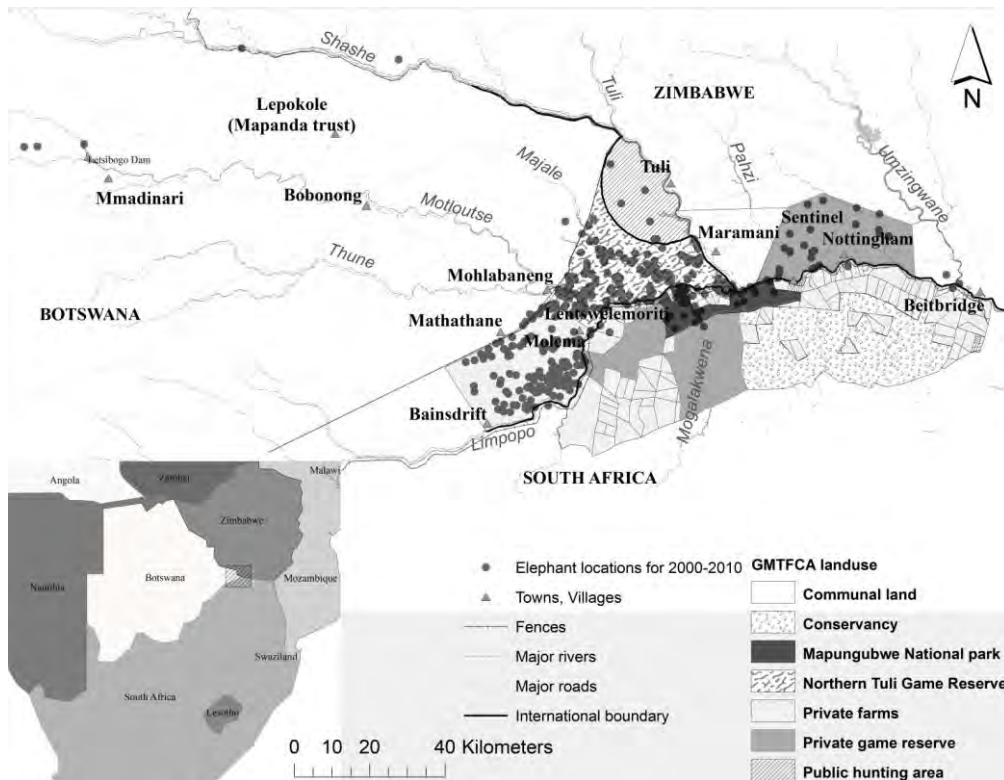 Shashe
Tuli
ZIMBABWE
N
Lepokole
(Mapanda trust)
Majale
Tuli
Pahzi
Umzingwane
Letsibogo Dam
Mmadinari
Bobonong
Motloutse
Maramani
Sentinel
Nottingham
Thune
Mohlabaneng
BOTSWANA
Mathathane
Lentswelemoriti
Beitbridge
Molema
Bainsdrift
Mogalakwena
Limpopo
SOUTH AFRICA
Angola
Zambia
Malawi
Zimbabwe
Namibia
Botswana
Mozambique
Swaziland
South Africa
Lesotho
0 10 20 40 Kilometers
Elephant locations for 2000-2010
Towns, Villages
Fences
Major rivers
Major roads
International boundary
GMTFCA landuse
Communal land
Conservancy
Mapungubwe National park
Northern Tuli Game Reserve
Private farms
Private game reserve
Public hunting area